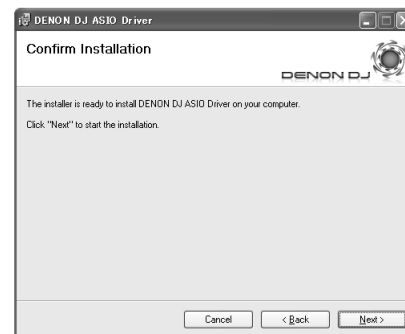 DENON DJ ASIO Driver
Confirm Installation
DENON DJ
The installer is ready to install DENON DJ ASIO Driver on your computer.
Click "Next" to start the installation.
Cancel
< Back
Next >